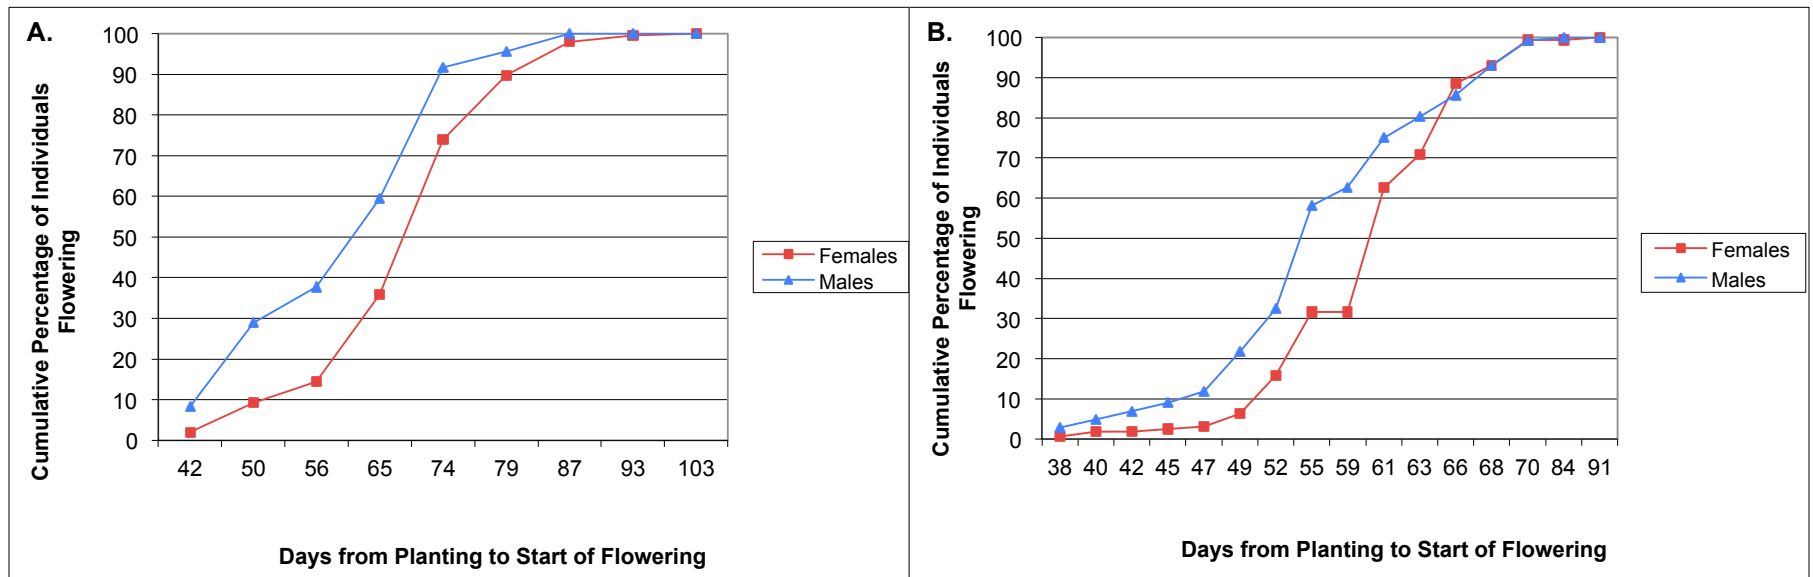 A.
Cumulative Percentage of Individuals
Flowering
100
90
80
70
60
50
40
30
20
10
0
42 50 56 65 74 79 87 93 103
Days from Planting to Start of Flowering
Females
Males
B.
Cumulative Percentage of Individuals
Flowering
100
90
80
70
60
50
40
30
20
10
0
38 40 42 45 47 49 52 55 59 61 63 66 68 70 84 91
Days from Planting to Start of Flowering
Females
Males